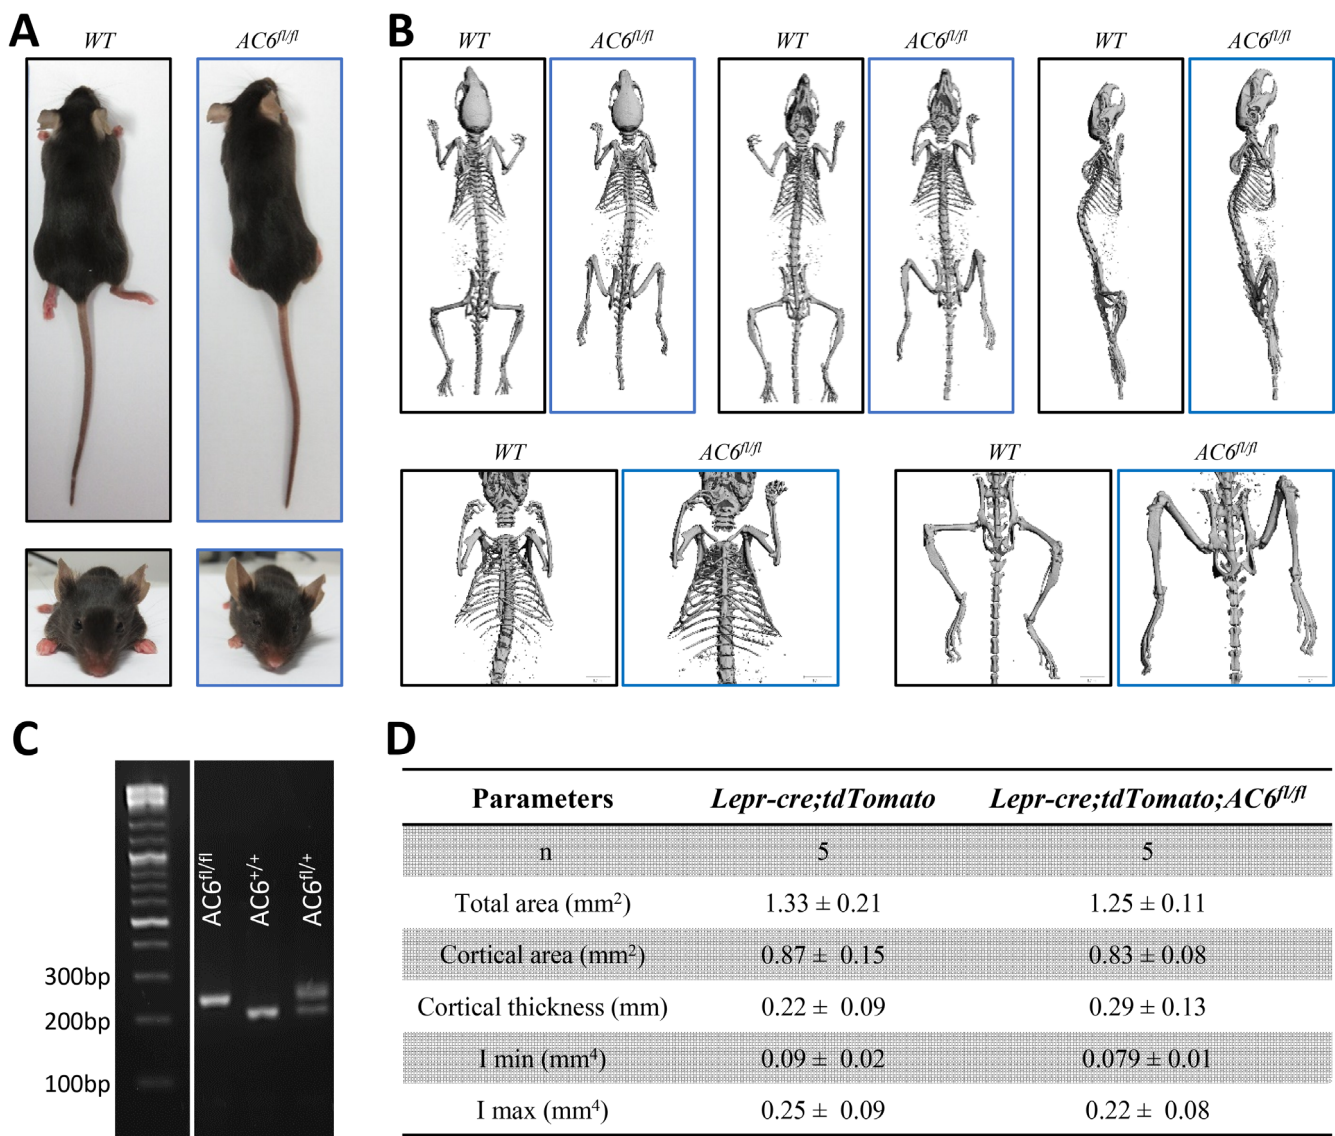 A
WT
AC6fl/fl
B
WT
AC6fl/fl
WT
AC6fl/fl
WT
AC6fl/fl
WT
AC6fl/fl
WT
AC6fl/fl
C
AC6fl/fl
AC6+/+
AC6fl/+
300bp
200bp
100bp
D
Parameters Lepr-cre;tdTomato Lepr-cre;tdTomato;AC6fl/fl
n 5 5
Total area (mm²) 1.33 ± 0.21 1.25 ± 0.11
Cortical area (mm²) 0.87 ± 0.15 0.83 ± 0.08
Cortical thickness (mm) 0.22 ± 0.09 0.29 ± 0.13
I min (mm⁴) 0.09 ± 0.02 0.079 ± 0.01
I max (mm⁴) 0.25 ± 0.09 0.22 ± 0.08